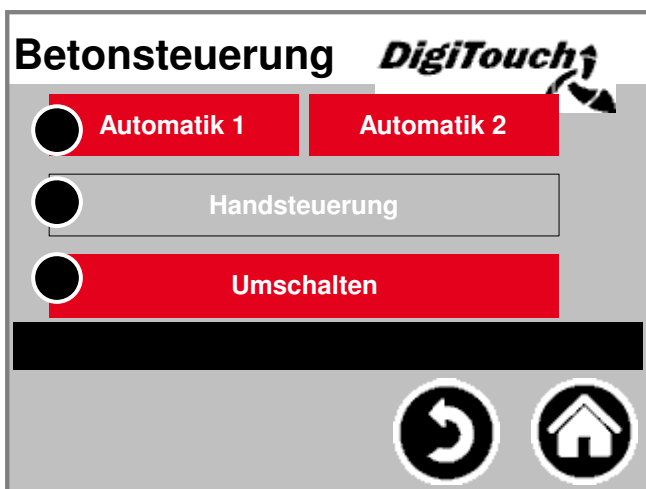 Betonsteuerung DigiTouch
Automatik 1 Automatik 2
Handsteuerung
Umschalten